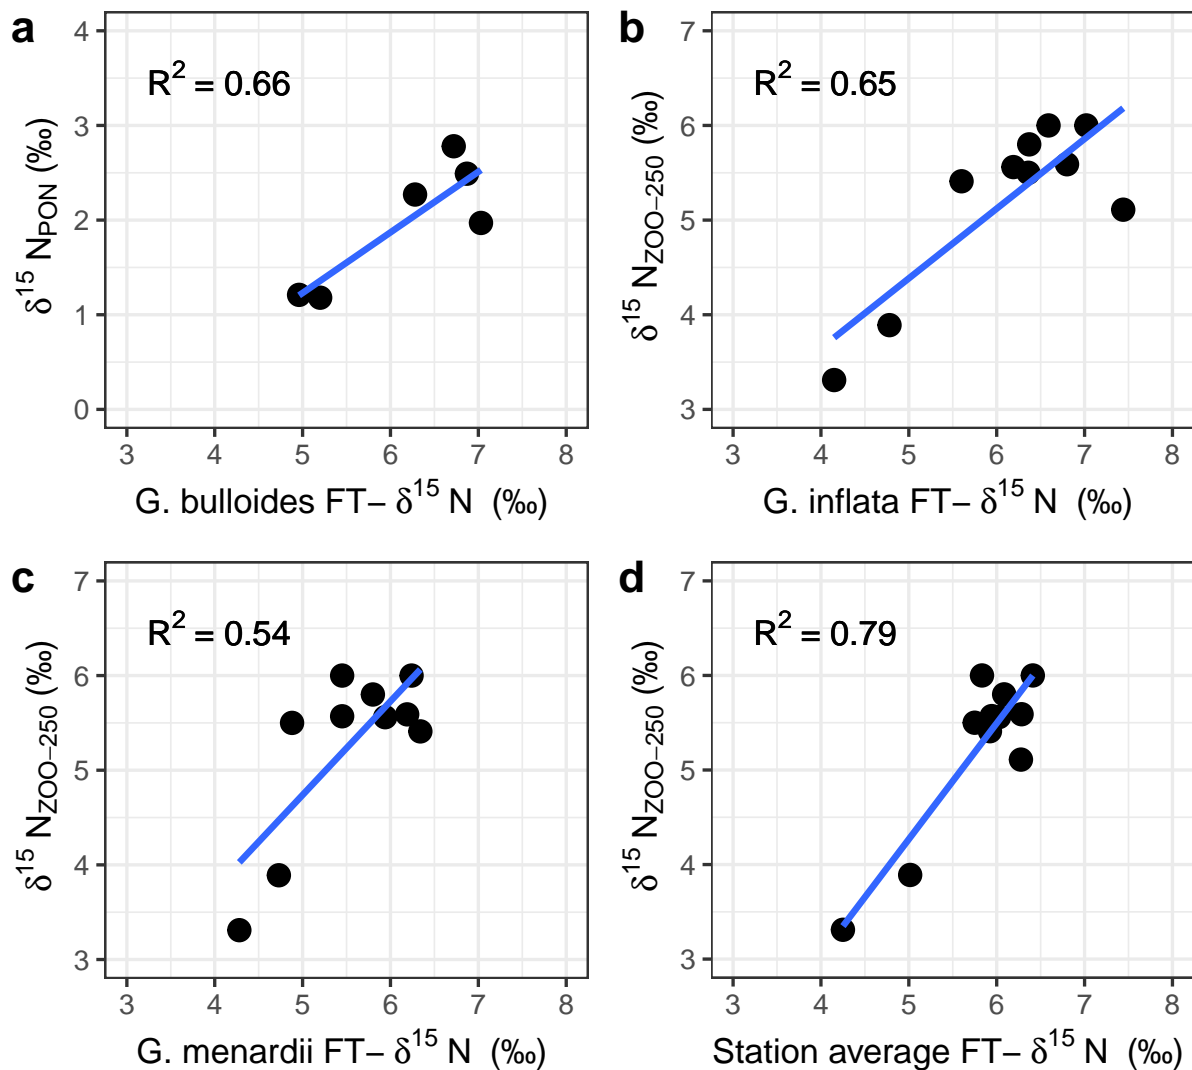 a
R² = 0.66
δ¹⁵ N_PON (‰)
4
3
2
1
0
3 4 5 6 7 8
G. bulloides FT– δ¹⁵ N (‰)
b
R² = 0.65
δ¹⁵ N_ZOO–250 (‰)
7
6
5
4
3
3 4 5 6 7 8
G. inflata FT– δ¹⁵ N (‰)
c
R² = 0.54
δ¹⁵ N_ZOO–250 (‰)
7
6
5
4
3
3 4 5 6 7 8
G. menardii FT– δ¹⁵ N (‰)
d
R² = 0.79
δ¹⁵ N_ZOO–250 (‰)
7
6
5
4
3
3 4 5 6 7 8
Station average FT– δ¹⁵ N (‰)